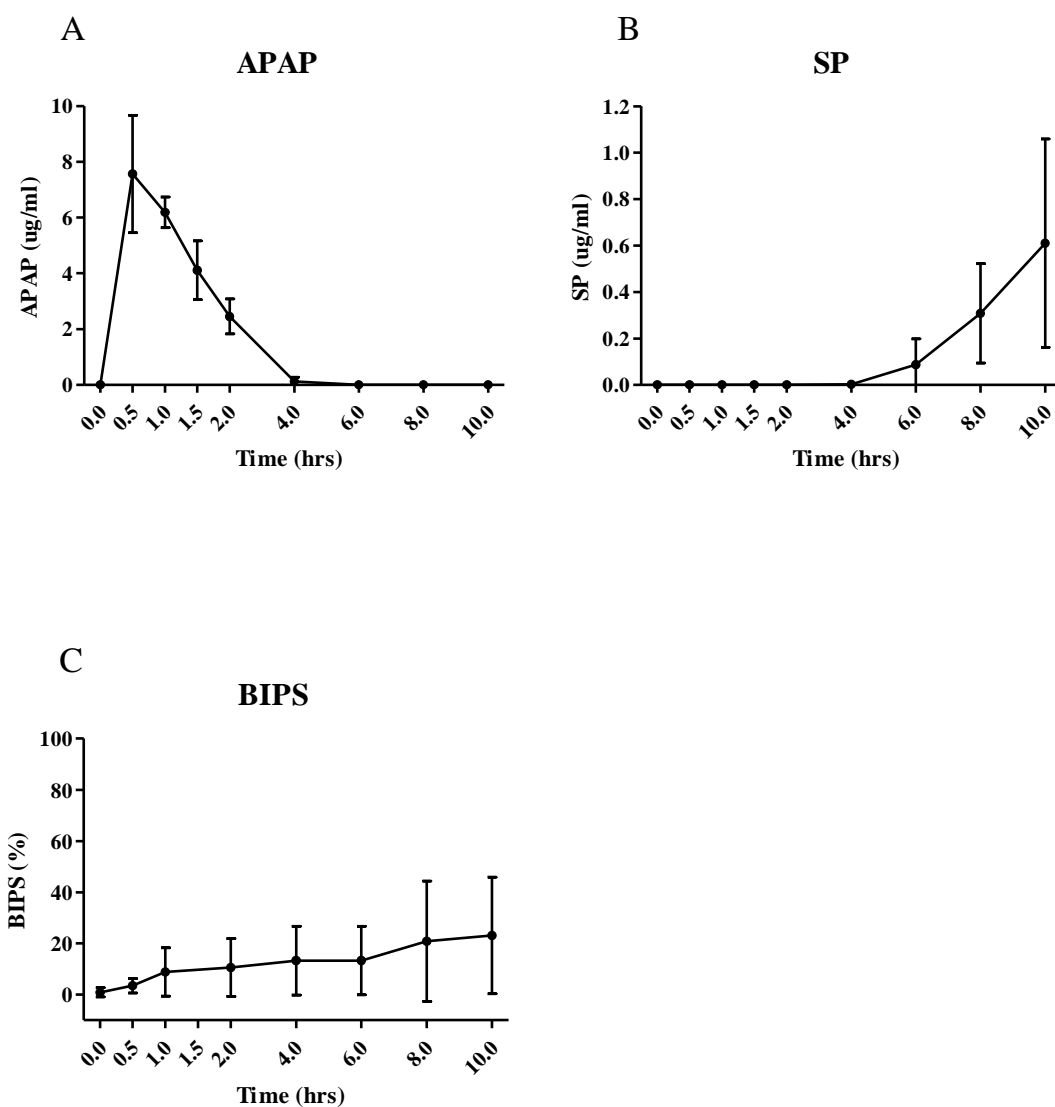 A
APAP
10
8
6
4
2
0
APAP (ug/ml)
0.0 0.5 1.0 1.5 2.0 4.0 6.0 8.0 10.0
Time (hrs)
B
SP
1.2
1.0
0.8
0.6
0.4
0.2
0.0
SP (ug/ml)
0.0 0.5 1.0 1.5 2.0 4.0 6.0 8.0 10.0
Time (hrs)
C
BIPS
100
80
60
40
20
0
BIPS (%)
0.0 0.5 1.0 1.5 2.0 4.0 6.0 8.0 10.0
Time (hrs)